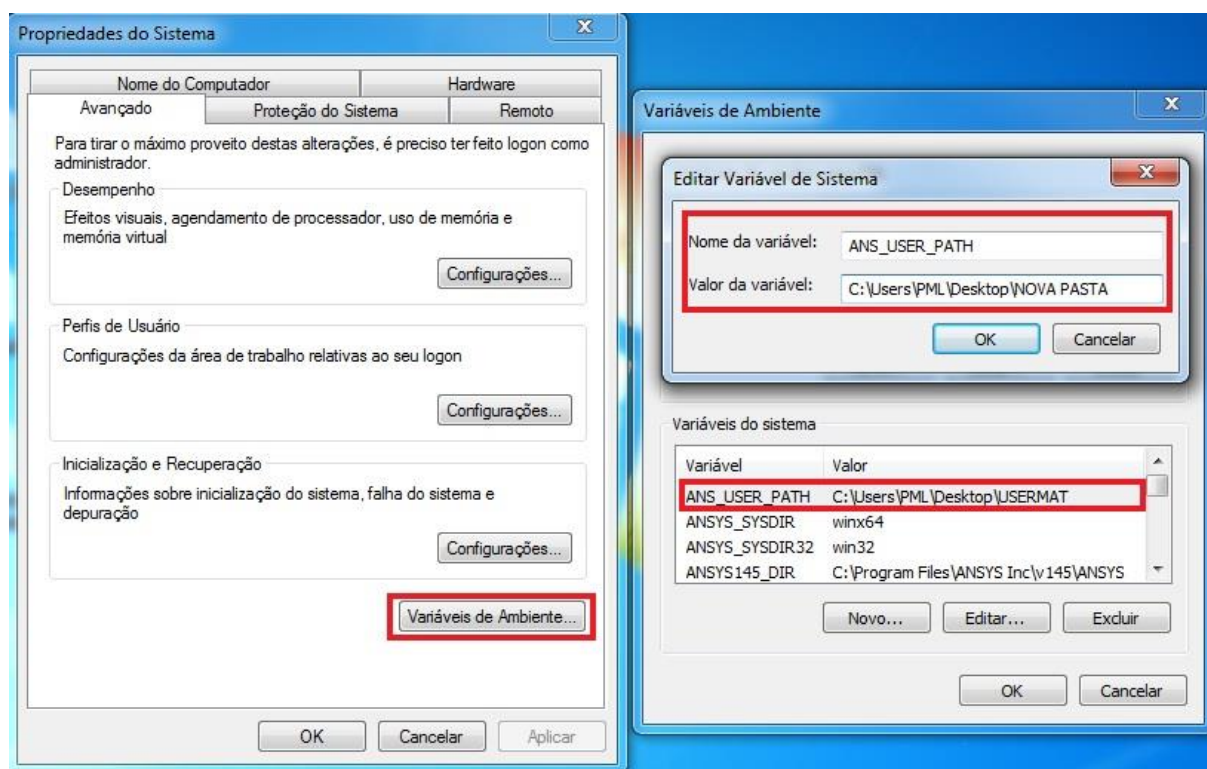 Propriedades do Sistema
Nome do Computador
Hardware
Avançado
Proteção do Sistema
Remoto
Para tirar o máximo proveito destas alterações, é preciso ter feito logon como
administrador.
Desempenho
Efeitos visuais, agendamento de processador, uso de memória e
memória virtual
Configurações...
Perfis de Usuário
Configurações da área de trabalho relativas ao seu logon
Configurações...
Inicialização e Recuperação
Informações sobre inicialização do sistema, falha do sistema e
depuração
Configurações...
Variáveis de Ambiente...
OK
Cancelar
Aplicar
Variáveis de Ambiente
Editar Variável de Sistema
Nome da variável: ANS_USER_PATH
Valor da variável: C:\Users\PML\Desktop\NOVA PASTA
OK
Cancelar
Variáveis do sistema
Variável Valor
ANS_USER_PATH C:\Users\PML\Desktop\USERMAT
ANSYS_SYSDIR winx64
ANSYS_SYSDIR32 win32
ANSYS145_DIR C:\Program Files\ANSYS Inc\v145\ANSYS
Novo...
Editar...
Excluir
OK
Cancelar